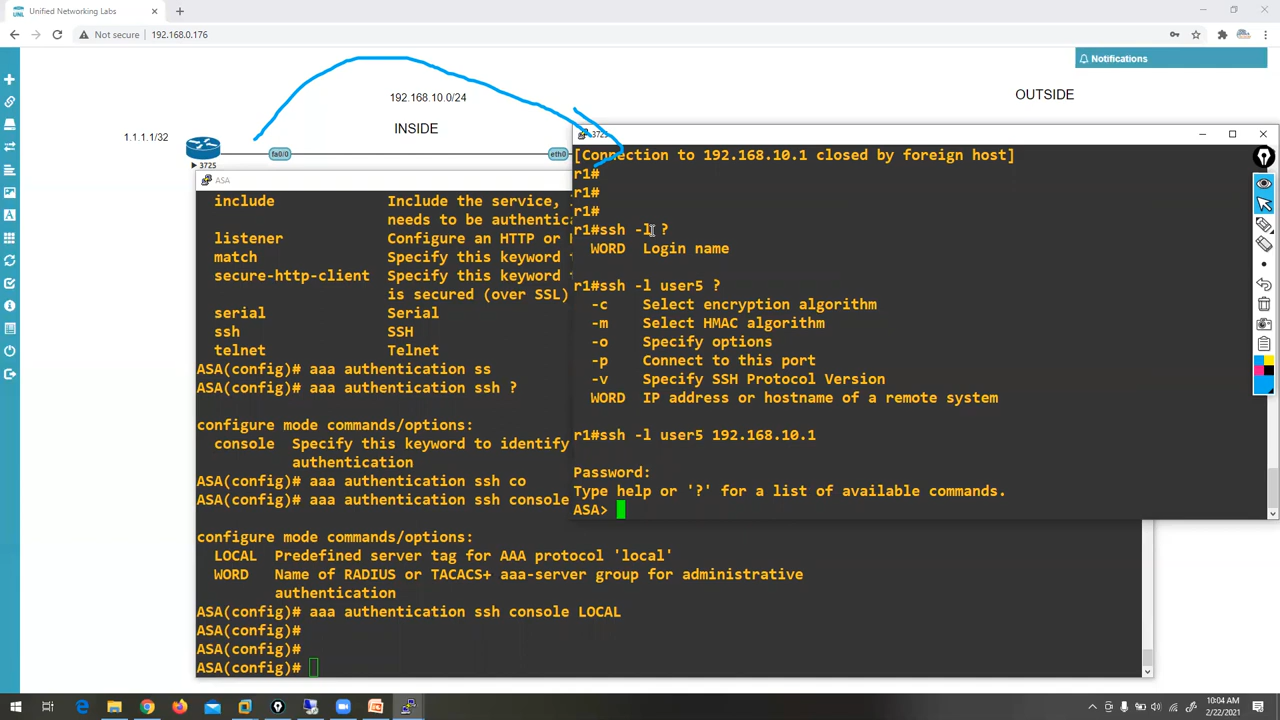 Unified Networking Labs
Not secure
192.168.0.176
Notifications
192.168.10.0/24
OUTSIDE
INSIDE
1.1.1.1/32
fa0/0
eth0
3725
ASA
include Include the service,
needs to be authentic
listener Configure an HTTP or
match Specify this keyword t
secure-http-client Specify this keyword t
is secured (over SSL)
serial Serial
ssh SSH
telnet Telnet
ASA(config)# aaa authentication ss
ASA(config)# aaa authentication ssh ?
configure mode commands/options:
console Specify this keyword to identify
authentication
ASA(config)# aaa authentication ssh co
ASA(config)# aaa authentication ssh console
configure mode commands/options:
LOCAL Predefined server tag for AAA protocol 'local'
WORD Name of RADIUS or TACACS+ aaa-server group for administrative
authentication
ASA(config)# aaa authentication ssh console LOCAL
ASA(config)#
ASA(config)#
ASA(config)#
3725
[Connection to 192.168.10.1 closed by foreign host]
r1#
r1#
r1#
r1#ssh -l ?
WORD Login name
r1#ssh -l user5 ?
-c Select encryption algorithm
-m Select HMAC algorithm
-o Specify options
-p Connect to this port
-v Specify SSH Protocol Version
WORD IP address or hostname of a remote system
r1#ssh -l user5 192.168.10.1
Password:
Type help or '?' for a list of available commands.
ASA>
10:04 AM
2/22/2021